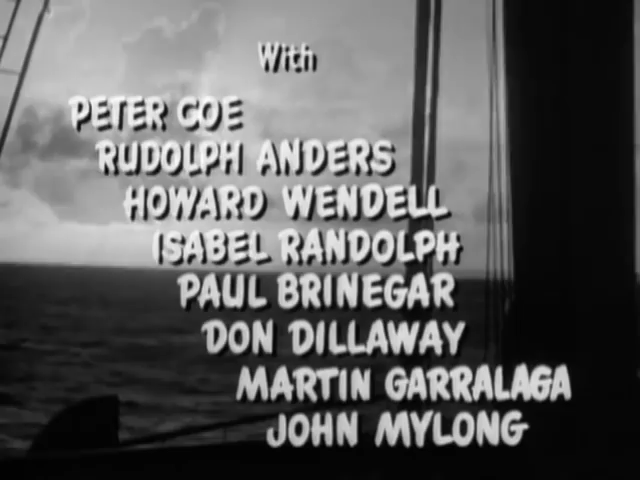 With
PETER COE
RUDOLPH ANDERS
HOWARD WENDELL
ISABEL RANDOLPH
PAUL BRINEGAR
DON DILLAWAY
MARTIN GARRALAGA
JOHN MYLONG